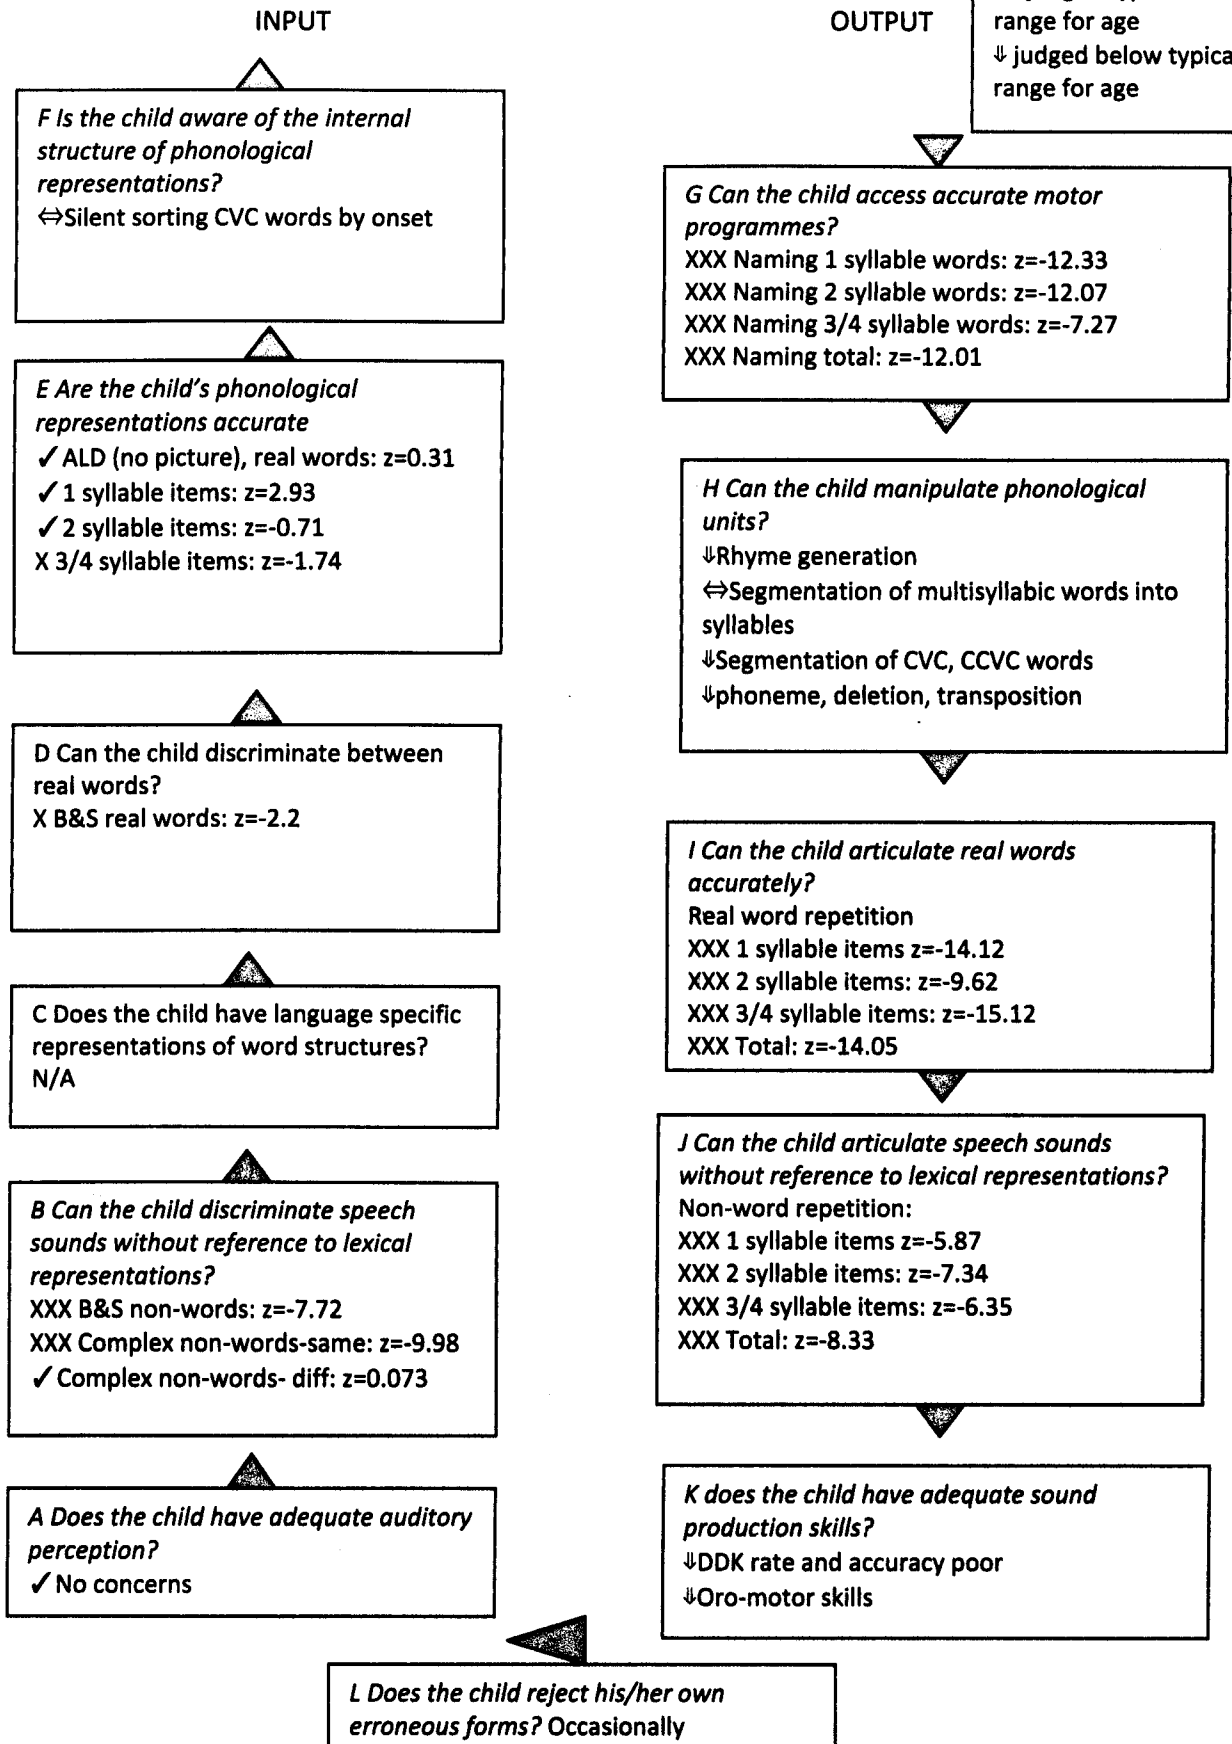 INPUT
F Is the child aware of the internal
structure of phonological
representations?
⇔Silent sorting CVC words by onset
E Are the child's phonological
representations accurate
✓ALD (no picture), real words: z=0.31
✓1 syllable items: z=2.93
✓2 syllable items: z=-0.71
X 3/4 syllable items: z=-1.74
D Can the child discriminate between
real words?
X B&S real words: z=-2.2
C Does the child have language specific
representations of word structures?
N/A
B Can the child discriminate speech
sounds without reference to lexical
representations?
XXX B&S non-words: z=-7.72
XXX Complex non-words-same: z=-9.98
✓Complex non-words- diff: z=0.073
A Does the child have adequate auditory
perception?
✓No concerns
OUTPUT
range for age
⇓ judged below typica
range for age
G Can the child access accurate motor
programmes?
XXX Naming 1 syllable words: z=-12.33
XXX Naming 2 syllable words: z=-12.07
XXX Naming 3/4 syllable words: z=-7.27
XXX Naming total: z=-12.01
H Can the child manipulate phonological
units?
⇓Rhyme generation
⇔Segmentation of multisyllabic words into
syllables
⇓Segmentation of CVC, CCVC words
⇓phoneme, deletion, transposition
I Can the child articulate real words
accurately?
Real word repetition
XXX 1 syllable items z=-14.12
XXX 2 syllable items: z=-9.62
XXX 3/4 syllable items: z=-15.12
XXX Total: z=-14.05
J Can the child articulate speech sounds
without reference to lexical representations?
Non-word repetition:
XXX 1 syllable items z=-5.87
XXX 2 syllable items: z=-7.34
XXX 3/4 syllable items: z=-6.35
XXX Total: z=-8.33
K does the child have adequate sound
production skills?
⇓DDK rate and accuracy poor
⇓Oro-motor skills
L Does the child reject his/her own
erroneous forms? Occasionally